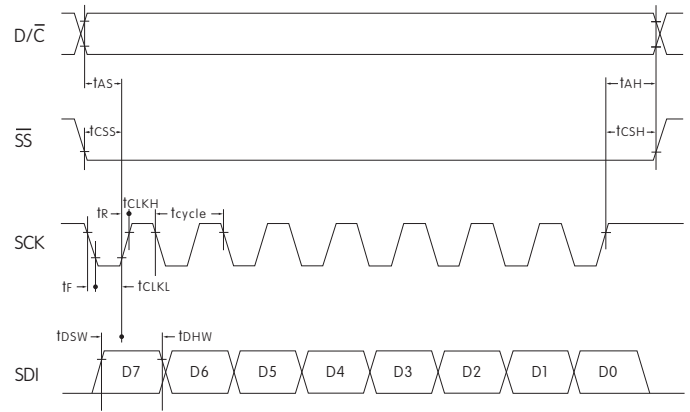 D/C̅
tAS
tAH
S̅S̅
tCSS
tCSH
tR
tCLKH
tcycle
SCK
tF
tCLKL
tDSW
tDHW
SDI
D7
D6
D5
D4
D3
D2
D1
D0